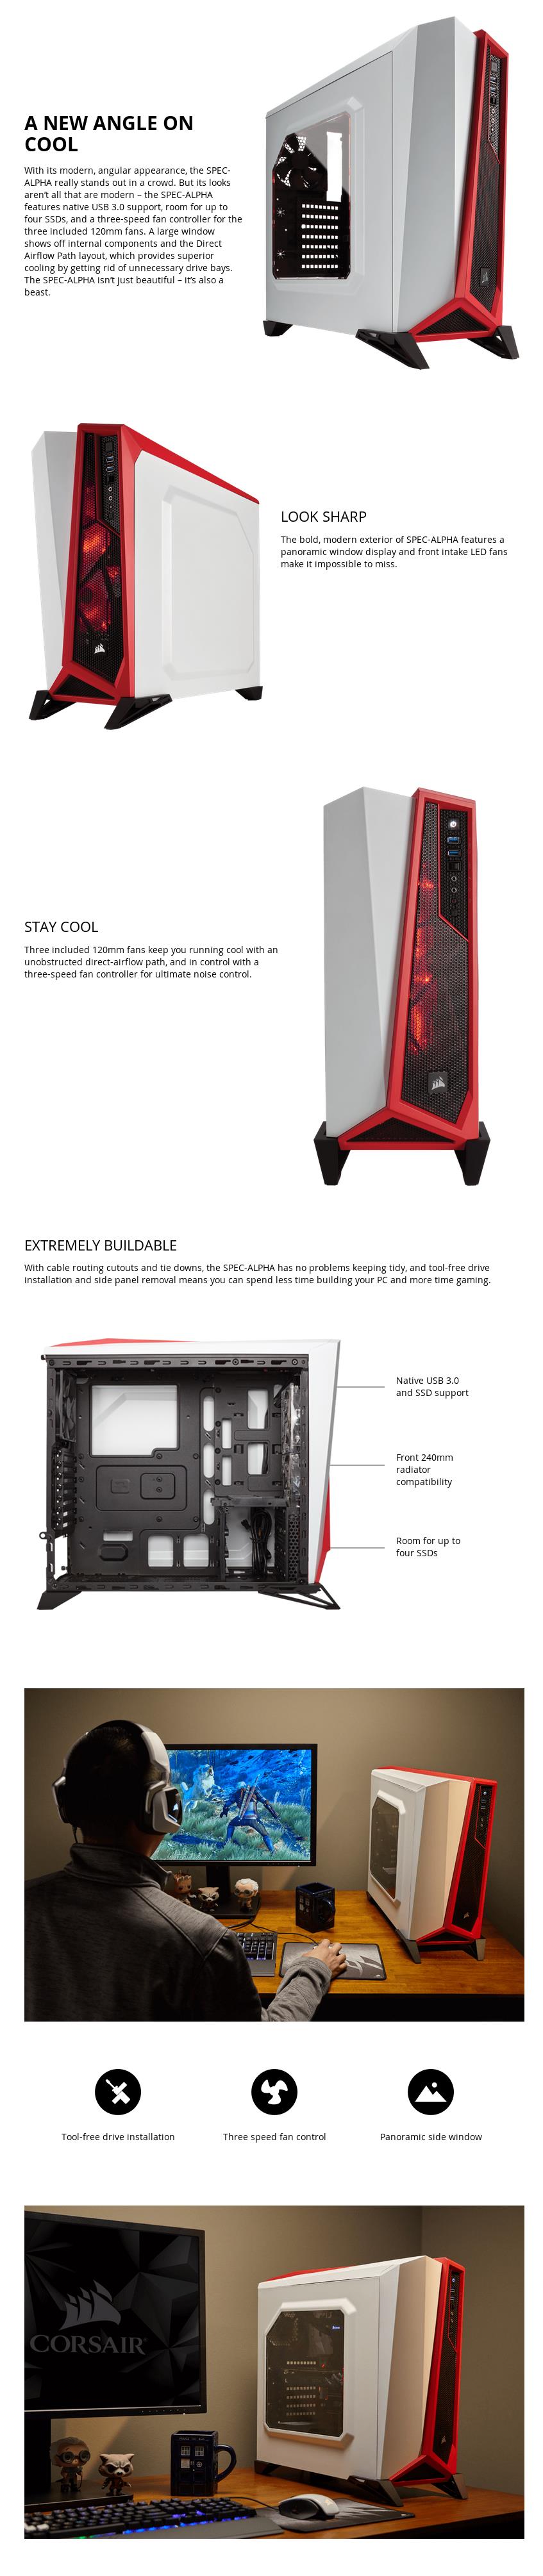 A NEW ANGLE ON
COOL
With its modern, angular appearance, the SPEC-
ALPHA really stands out in a crowd. But its looks
aren't all that are modern – the SPEC-ALPHA
features native USB 3.0 support, room for up to
four SSDs, and a three-speed fan controller for the
three included 120mm fans. A large window
shows off internal components and the Direct
Airflow Path layout, which provides superior
cooling by getting rid of unnecessary drive bays.
The SPEC-ALPHA isn't just beautiful – it's also a
beast.
LOOK SHARP
The bold, modern exterior of SPEC-ALPHA features a
panoramic window display and front intake LED fans
make it impossible to miss.
STAY COOL
Three included 120mm fans keep you running cool with an
unobstructed direct-airflow path, and in control with a
three-speed fan controller for ultimate noise control.
EXTREMELY BUILDABLE
With cable routing cutouts and tie downs, the SPEC-ALPHA has no problems keeping tidy, and tool-free drive
installation and side panel removal means you can spend less time building your PC and more time gaming.
Native USB 3.0
and SSD support
Front 240mm
radiator
compatibility
Room for up to
four SSDs
Tool-free drive installation
Three speed fan control
Panoramic side window
CORSAIR